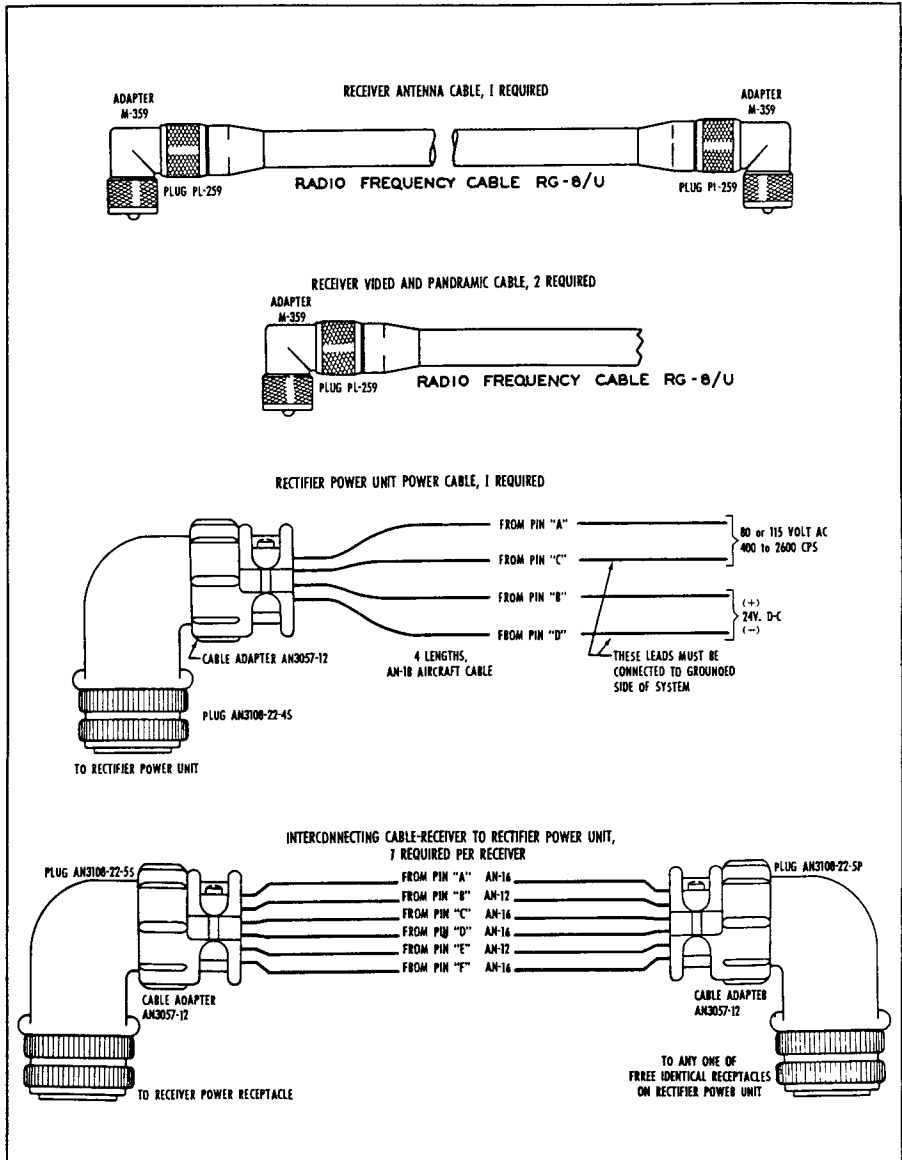 RECEIVER ANTENNA CABLE, 1 REQUIRED
ADAPTER
M-359
ADAPTER
M-359
PLUG PL-259
RADIO FREQUENCY CABLE RG-8/U
PLUG Pl-259
RECEIVER VIDEO AND PANDRAMIC CABLE, 2 REQUIRED
ADAPTER
M-359
PLUG PL-259
RADIO FREQUENCY CABLE RG-8/U
RECTIFIER POWER UNIT POWER CABLE, 1 REQUIRED
FROM PIN "A"
FROM PIN "C"
FROM PIN "B"
FROM PIN "D"
80 or 115 VOLT AC
400 to 2600 CPS
(+)
24V. D-C
(-)
CABLE ADAPTER AN3057-12
4 LENGTHS,
AN-18 AIRCRAFT CABLE
THESE LEADS MUST BE
CONNECTED TO GROUNDED
SIDE OF SYSTEM
PLUG AN3108-22-4S
TO RECTIFIER POWER UNIT
INTERCONNECTING CABLE-RECEIVER TO RECTIFIER POWER UNIT,
1 REQUIRED PER RECEIVER
PLUG AN3108-22-5S
PLUG AN3108-22-5P
FROM PIN "A" AN-16
FROM PIN "B" AN-12
FROM PIN "C" AN-16
FROM PIN "D" AN-16
FROM PIN "E" AN-12
FROM PIN "F" AN-16
CABLE ADAPTER
AN3057-12
CABLE ADAPTER
AN3057-12
TO RECEIVER POWER RECEPTACLE
TO ANY ONE OF
FRREE IDENTICAL RECEPTACLES
ON RECTIFIER POWER UNIT